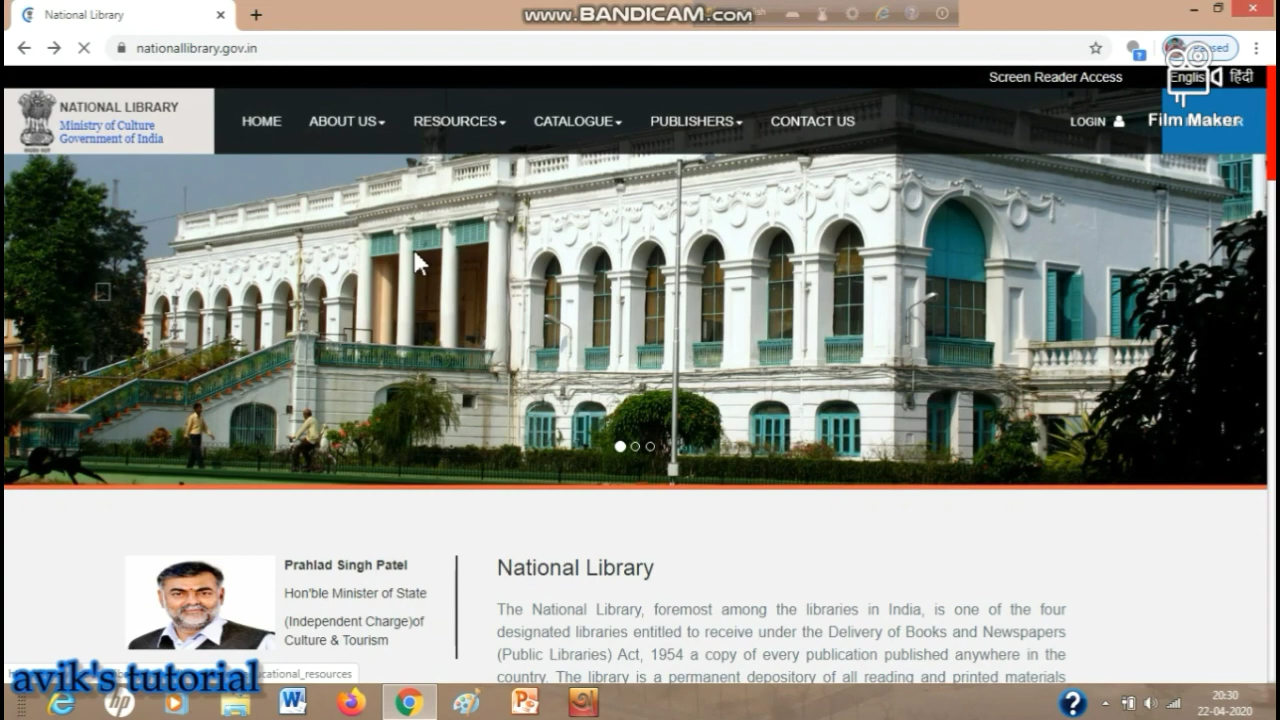 National Library
www.BANDICAM.com
nationallibrary.gov.in
Paused
Screen Reader Access
English
हिंदी
NATIONAL LIBRARY
Ministry of Culture
Government of India
HOME
ABOUT US
RESOURCES
CATALOGUE
PUBLISHERS
CONTACT US
LOGIN
Film Maker
Prahlad Singh Patel
Hon'ble Minister of State
(Independent Charge)of
Culture & Tourism
National Library
The National Library, foremost among the libraries in India, is one of the four
designated libraries entitled to receive under the Delivery of Books and Newspapers
(Public Libraries) Act, 1954 a copy of every publication published anywhere in the
country. The library is a permanent depository of all reading and printed materials
avik's tutorial
20:30
22-04-2020